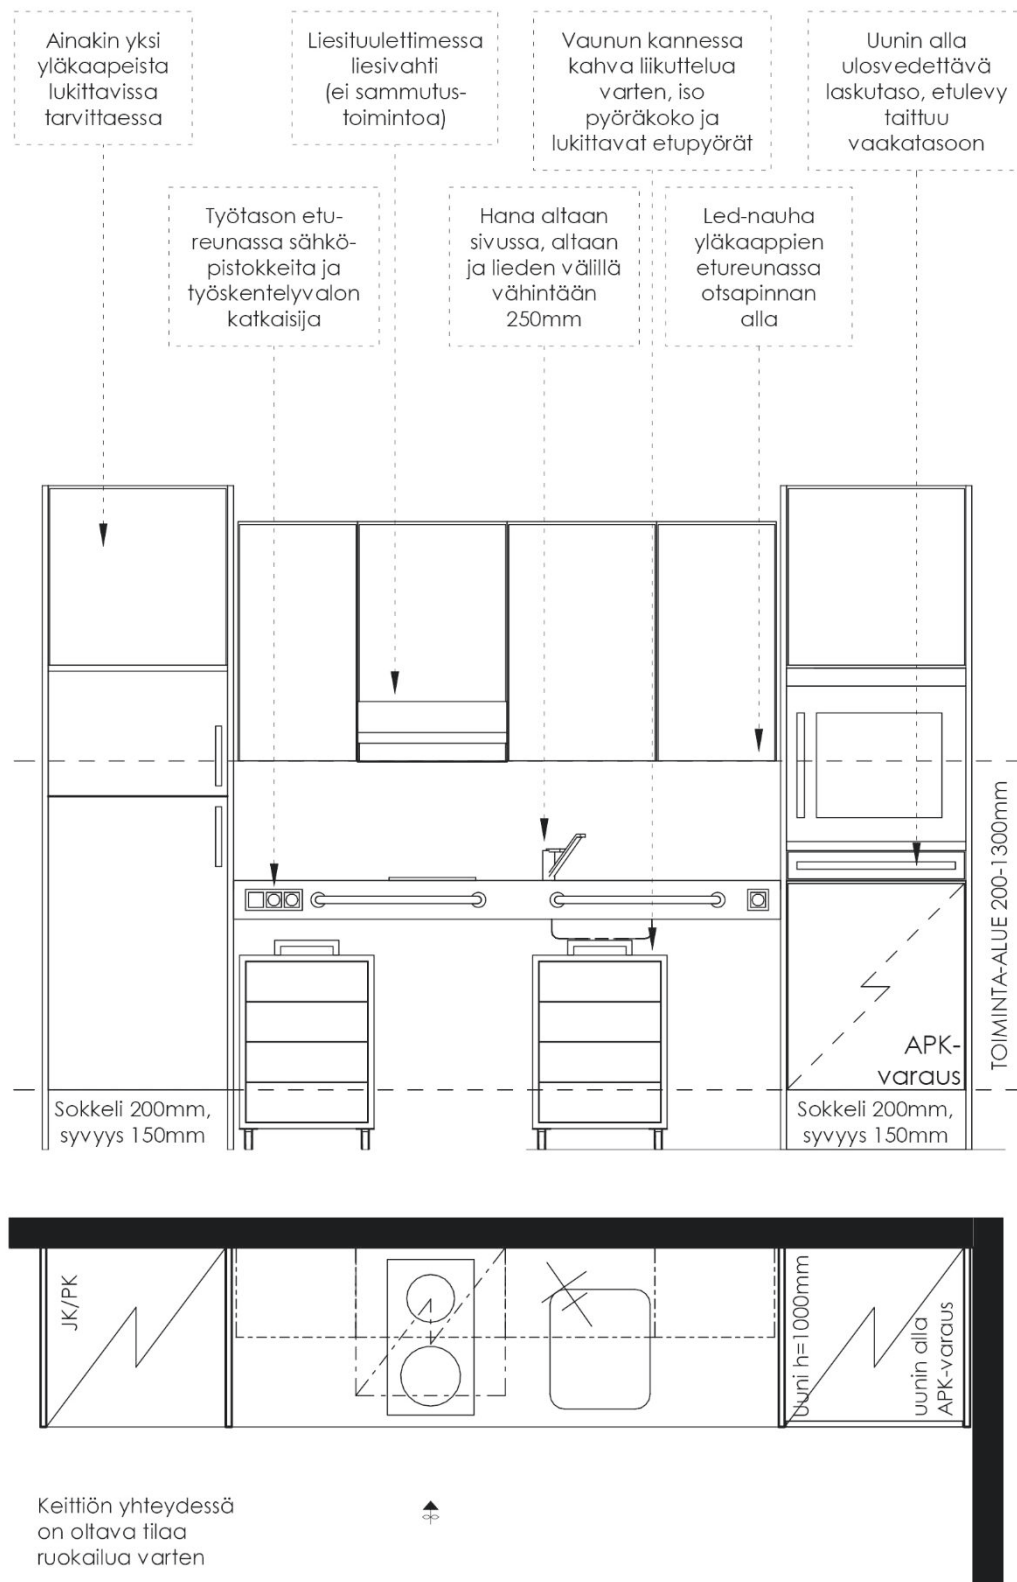 Ainakin yksi
yläkaapeista
lukittavissa
tarvittaessa
Liesituulettimessa
liesivahti
(ei sammutus-
toimintoa)
Vaunun kannessa
kahva liikuttelua
varten, iso
pyöräkoko ja
lukittavat etupyörät
Uunin alla
ulosvedettävä
laskutaso, etulevy
taittuu
vaakatasoon
Työtason etu-
reunassa sähkö-
pistokkeita ja
työskentelyvalon
katkaisija
Hana altaan
sivussa, altaan
ja lieden välillä
vähintään
250mm
Led-nauha
yläkaappien
etureunassa
otsapinnan
alla
TOIMINTA-ALUE 200-1300mm
APK-
varaus
Sokkeli 200mm,
syvyys 150mm
Sokkeli 200mm,
syvyys 150mm
JK/PK
Uuni h=1000mm
uunin alla
APK-varaus
Keittiön yhteydessä
on oltava tilaa
ruokailua varten